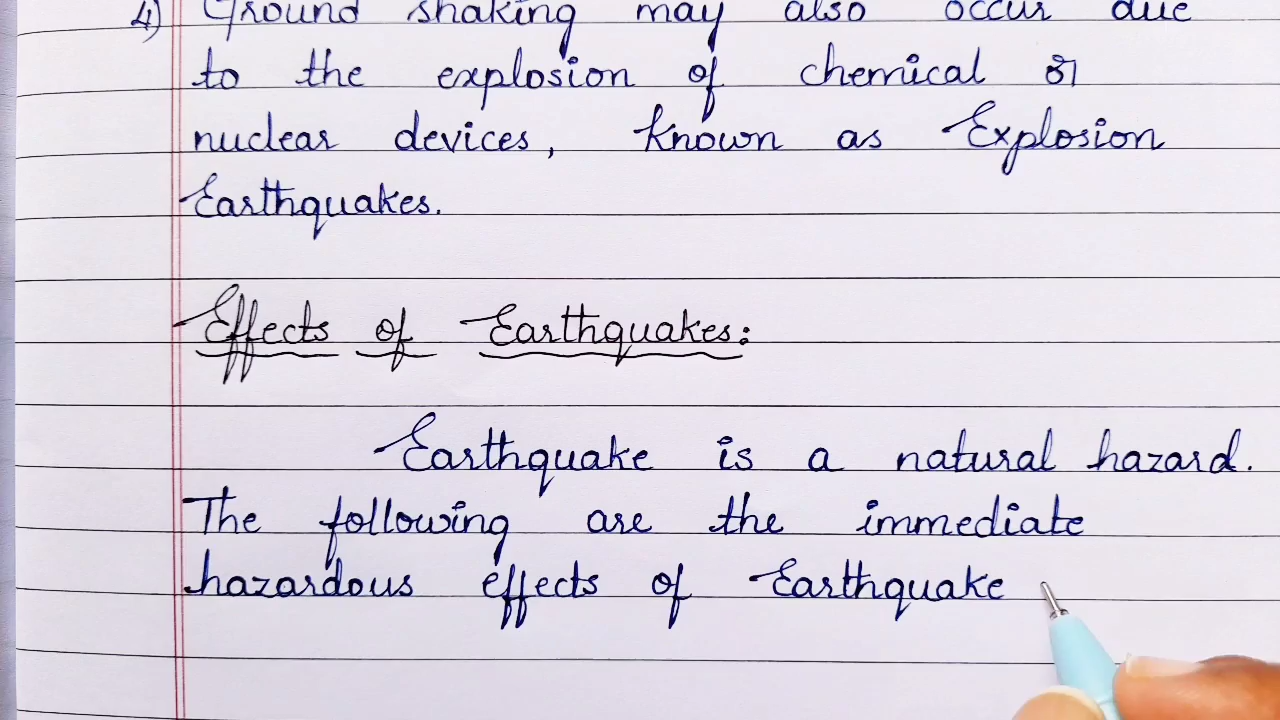 4) Ground shaking may also occur due
to the explosion of chemical or
nuclear devices, known as Explosion
Earthquakes.
Effects of Earthquakes:
Earthquake is a natural hazard.
The following are the immediate
hazardous effects of Earthquake